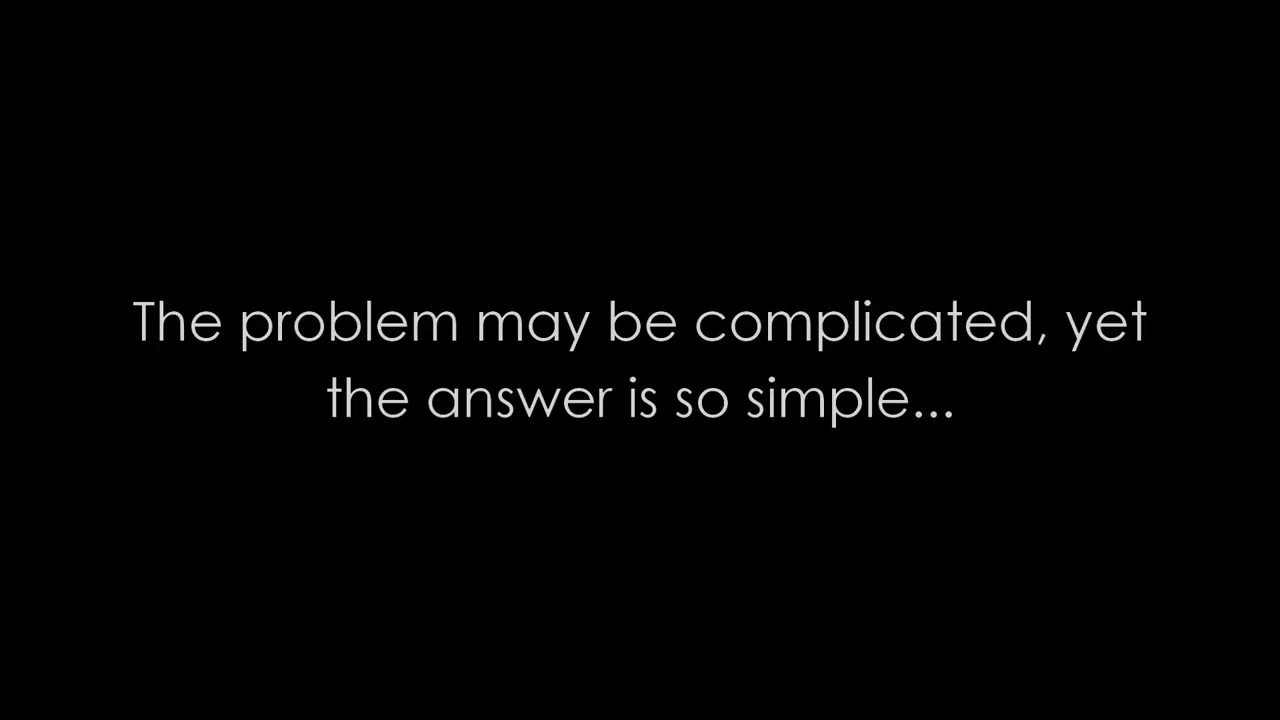 The problem may be complicated, yet
the answer is so simple...